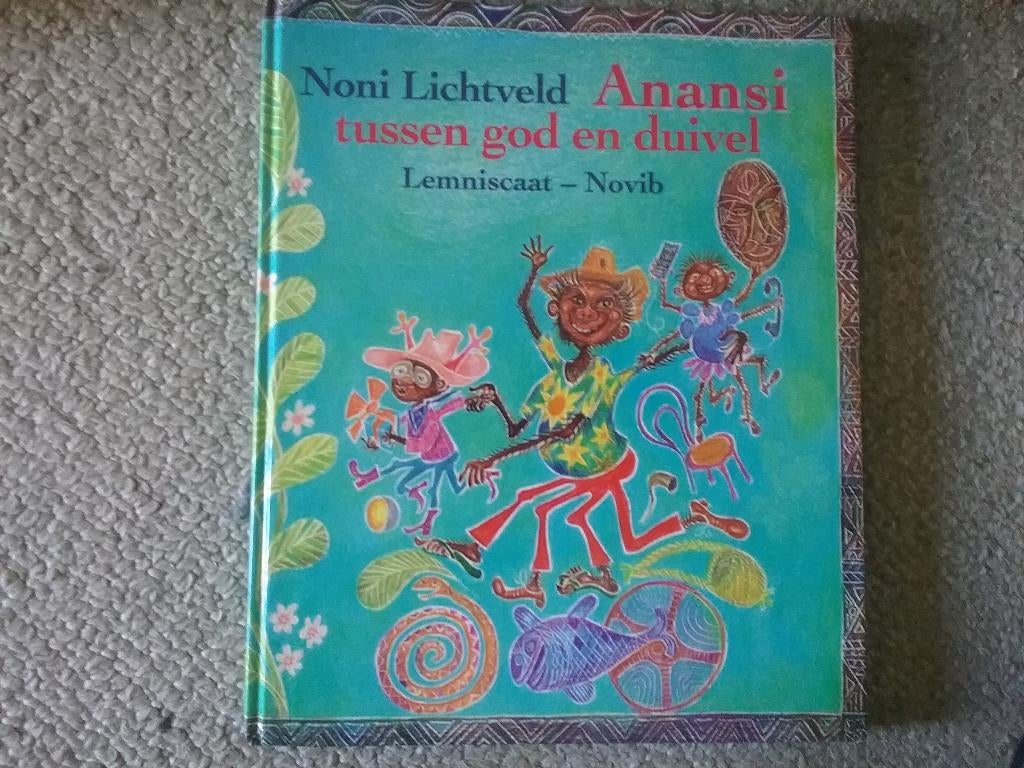 Noni Lichtveld Anansi
tussen god en duivel
Lemniscaat – Novib